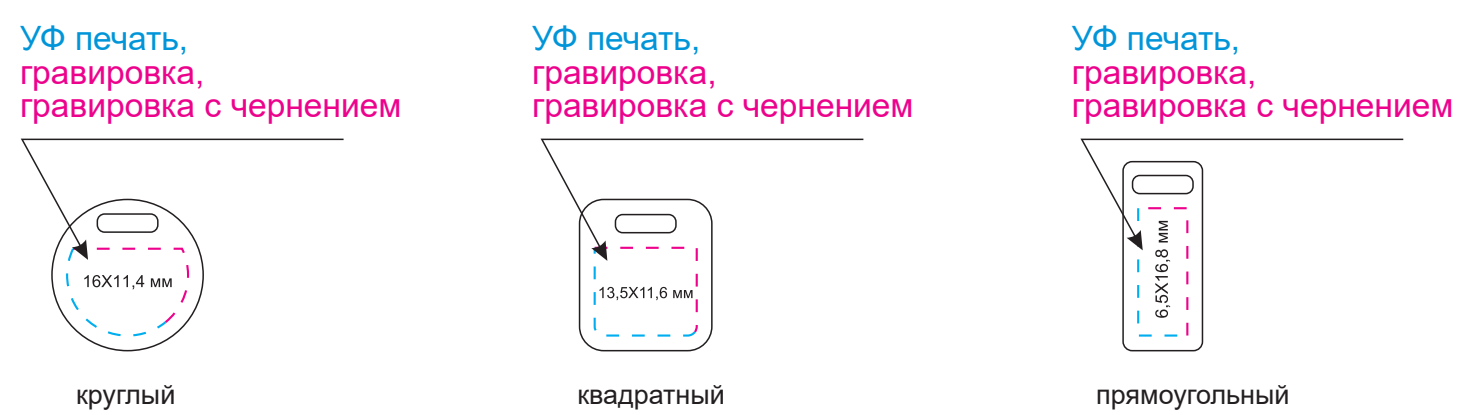 УФ печать,
гравировка,
гравировка с чернением
16X11,4 мм
круглый
УФ печать,
гравировка,
гравировка с чернением
13,5X11,6 мм
квадратный
УФ печать,
гравировка,
гравировка с чернением
6,5X16,8 мм
прямоугольный